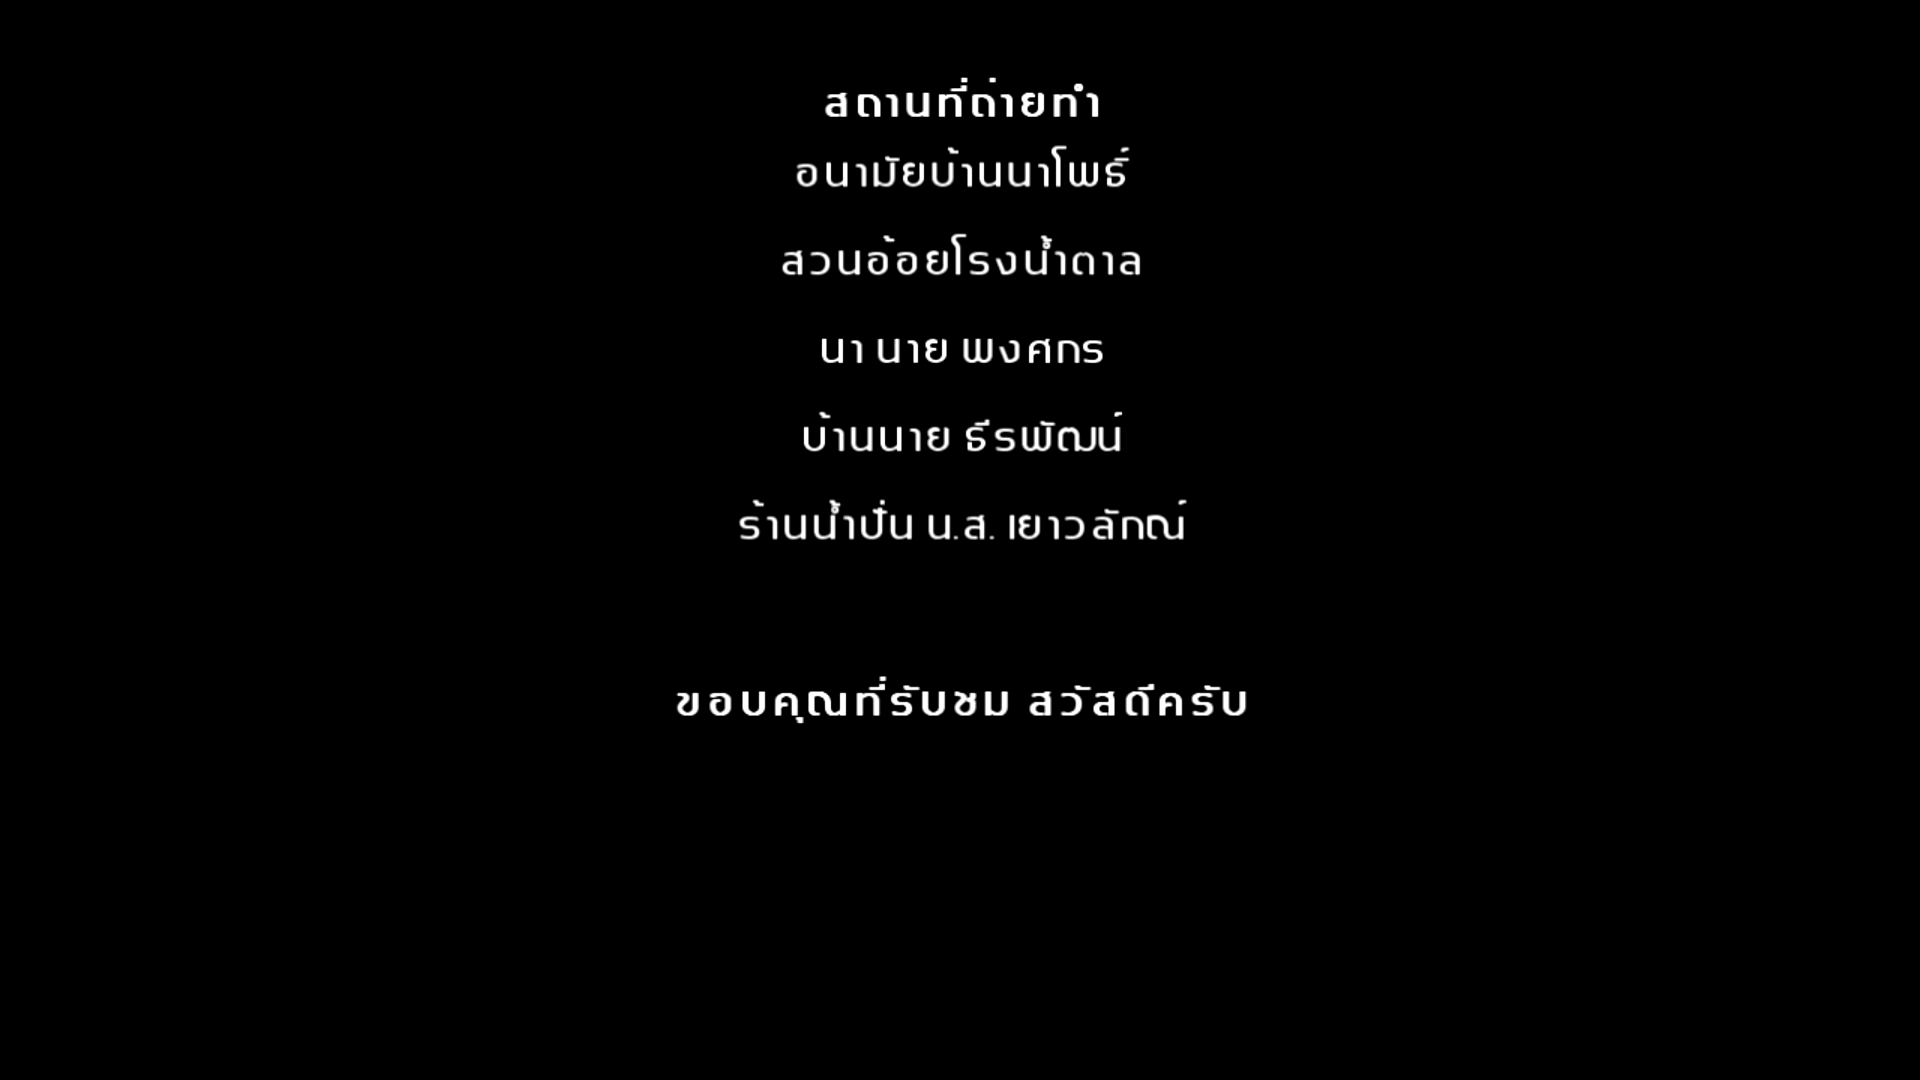 สถานที่ถ่ายทำ
อนามัยบ้านนาโพธิ์
สวนอ้อยโรงน้ำตาล
นา นาย พงศกร
บ้านนาย ธีรพัฒน์
ร้านน้ำปั่น น.ส. เยาวลักณ์
ขอบคุณที่รับชม สวัสดีครับ